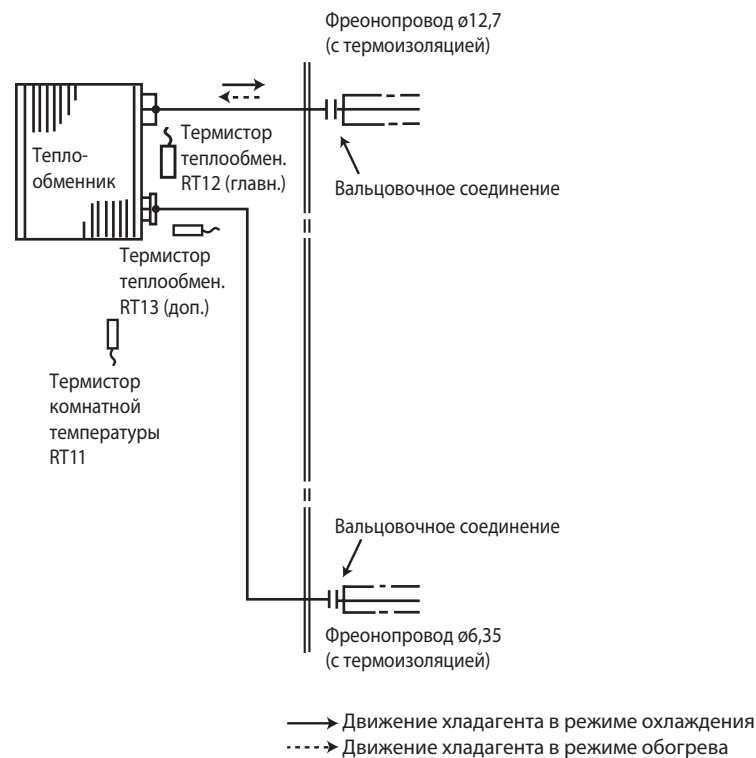 Фреонопровод ø12,7
(с термоизоляцией)
Тепло-
обменник
Термистор
теплообмен.
RT12 (главн.)
Вальцовочное соединение
Термистор
теплообмен.
RT13 (доп.)
Термистор
комнатной
температуры
RT11
Вальцовочное соединение
Фреонопровод ø6,35
(с термоизоляцией)
Движение хладагента в режиме охлаждения
Движение хладагента в режиме обогрева